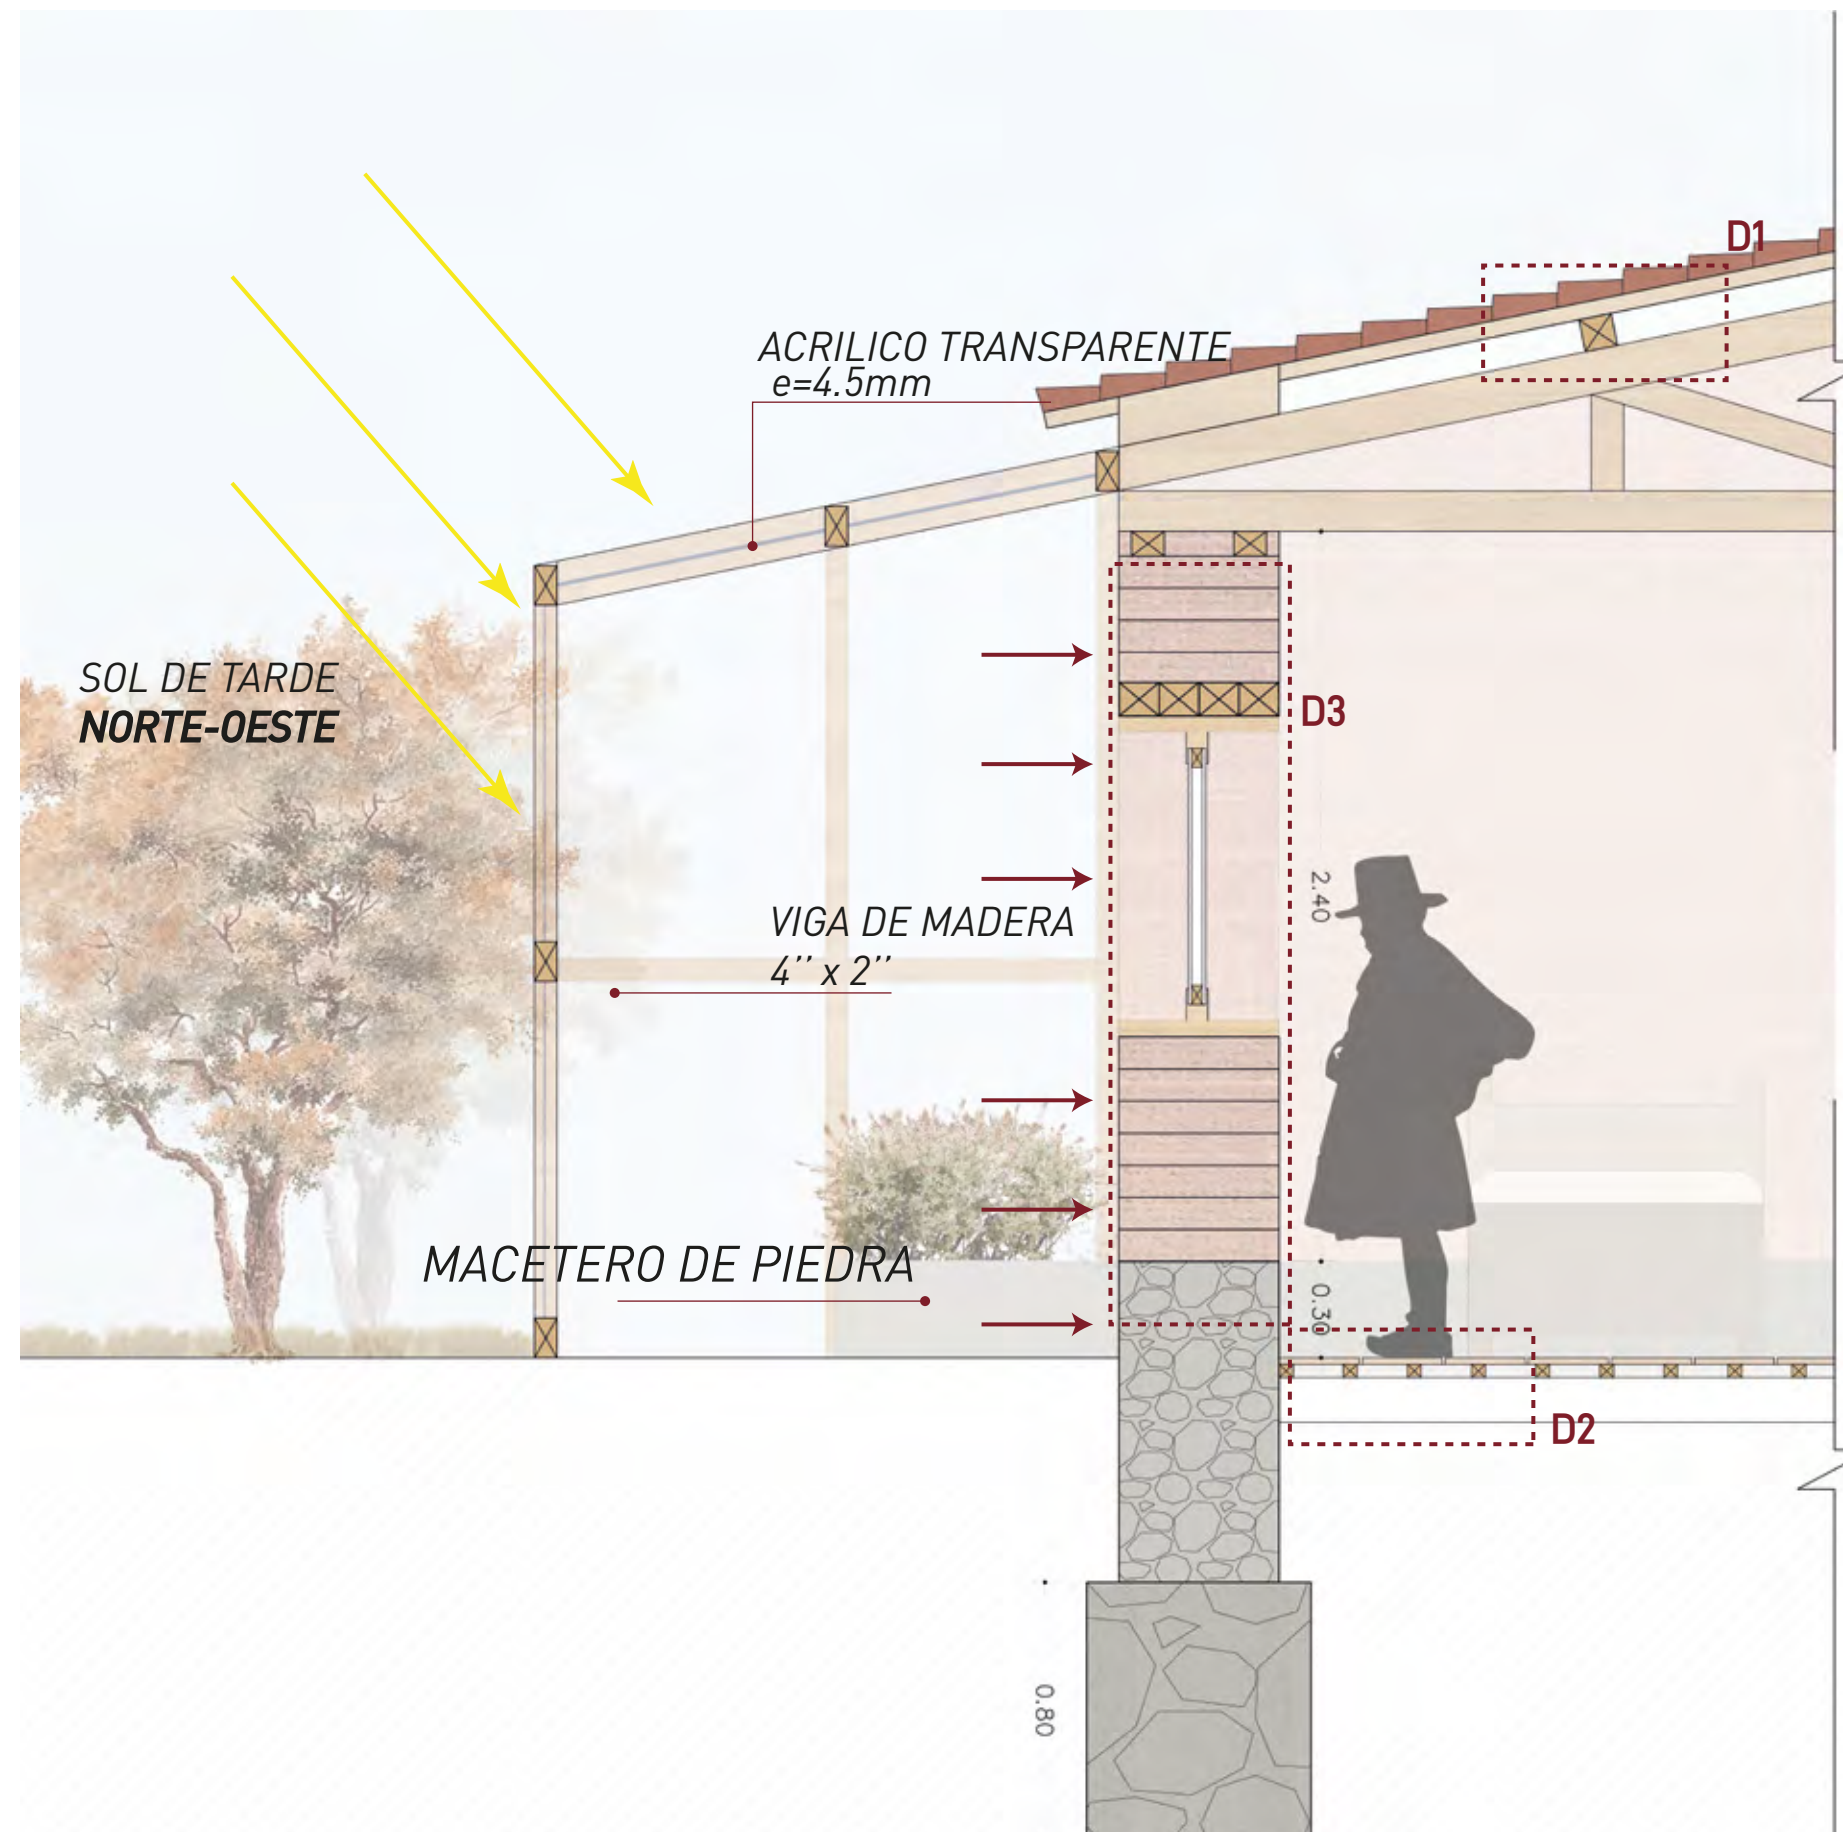 D1
ACRILICO TRANSPARENTE
e=4.5mm
SOL DE TARDE
NORTE-OESTE
D3
2.40
VIGA DE MADERA
4’’ x 2’’
MACETERO DE PIEDRA
0.30
D2
0.80